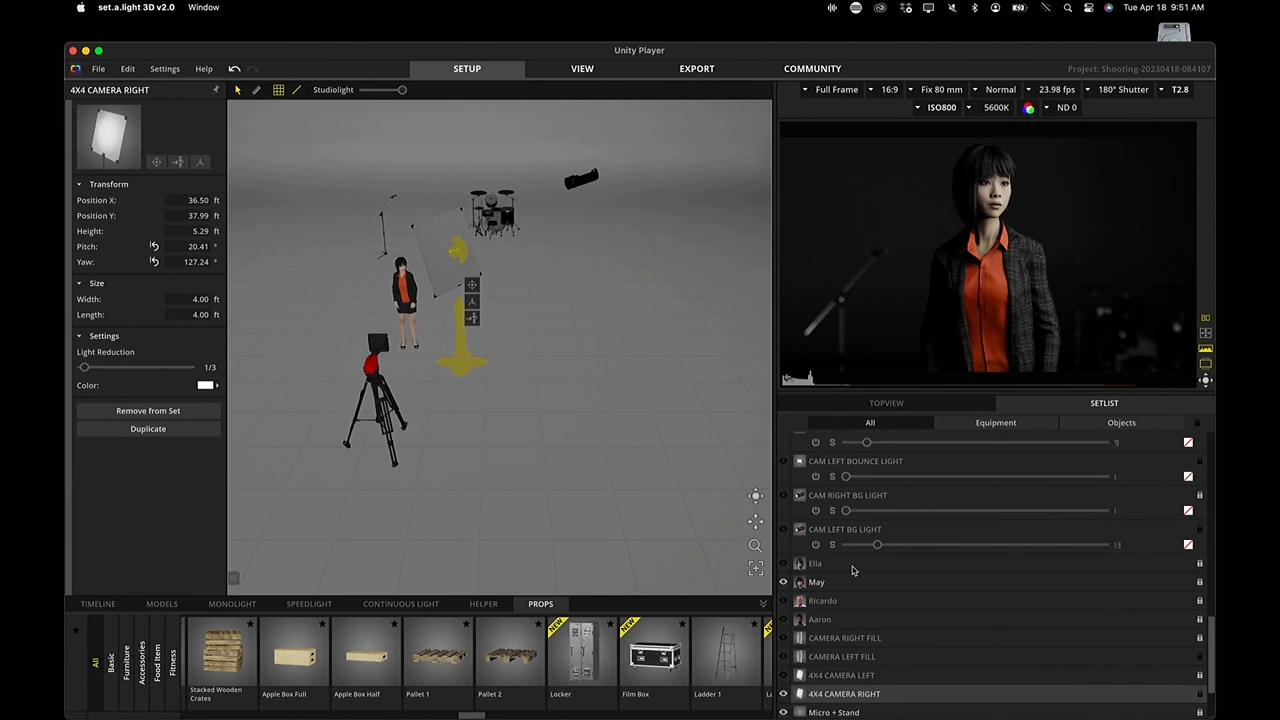 set.a.light 3D v2.0 Window Tue Apr 18 9:51 AM
Unity Player
File Edit Settings Help SETUP VIEW EXPORT COMMUNITY Project: Shooting-20230418-084107
4X4 CAMERA RIGHT
Studiolight
Full Frame 16:9 Fix 80 mm Normal 23.98 fps 180° Shutter T2.8
ISO800 5600K ND 0
Transform
Position X: 36.50 ft
Position Y: 37.99 ft
Height: 5.29 ft
Pitch: 20.41 °
Yaw: 127.24 °
Size
Width: 4.00 ft
Length: 4.00 ft
Settings
Light Reduction
1/3
Color:
Remove from Set
Duplicate
TOPVIEW SETLIST
All Equipment Objects
S 9
CAM LEFT BOUNCE LIGHT
S 1
CAM RIGHT BG LIGHT
S 1
CAM LEFT BG LIGHT
S 13
Ella
May
Ricardo
Aaron
CAMERA RIGHT FILL
CAMERA LEFT FILL
4X4 CAMERA LEFT
4X4 CAMERA RIGHT
Micro + Stand
TIMELINE MODELS MONOLIGHT SPEEDLIGHT CONTINUOUS LIGHT HELPER PROPS
All
Basic
Furniture
Accessories
Food Item
Fitness
NEW NEW
Stacked Wooden
Crates
Apple Box Full Apple Box Half Pallet 1 Pallet 2 Locker Film Box Ladder 1